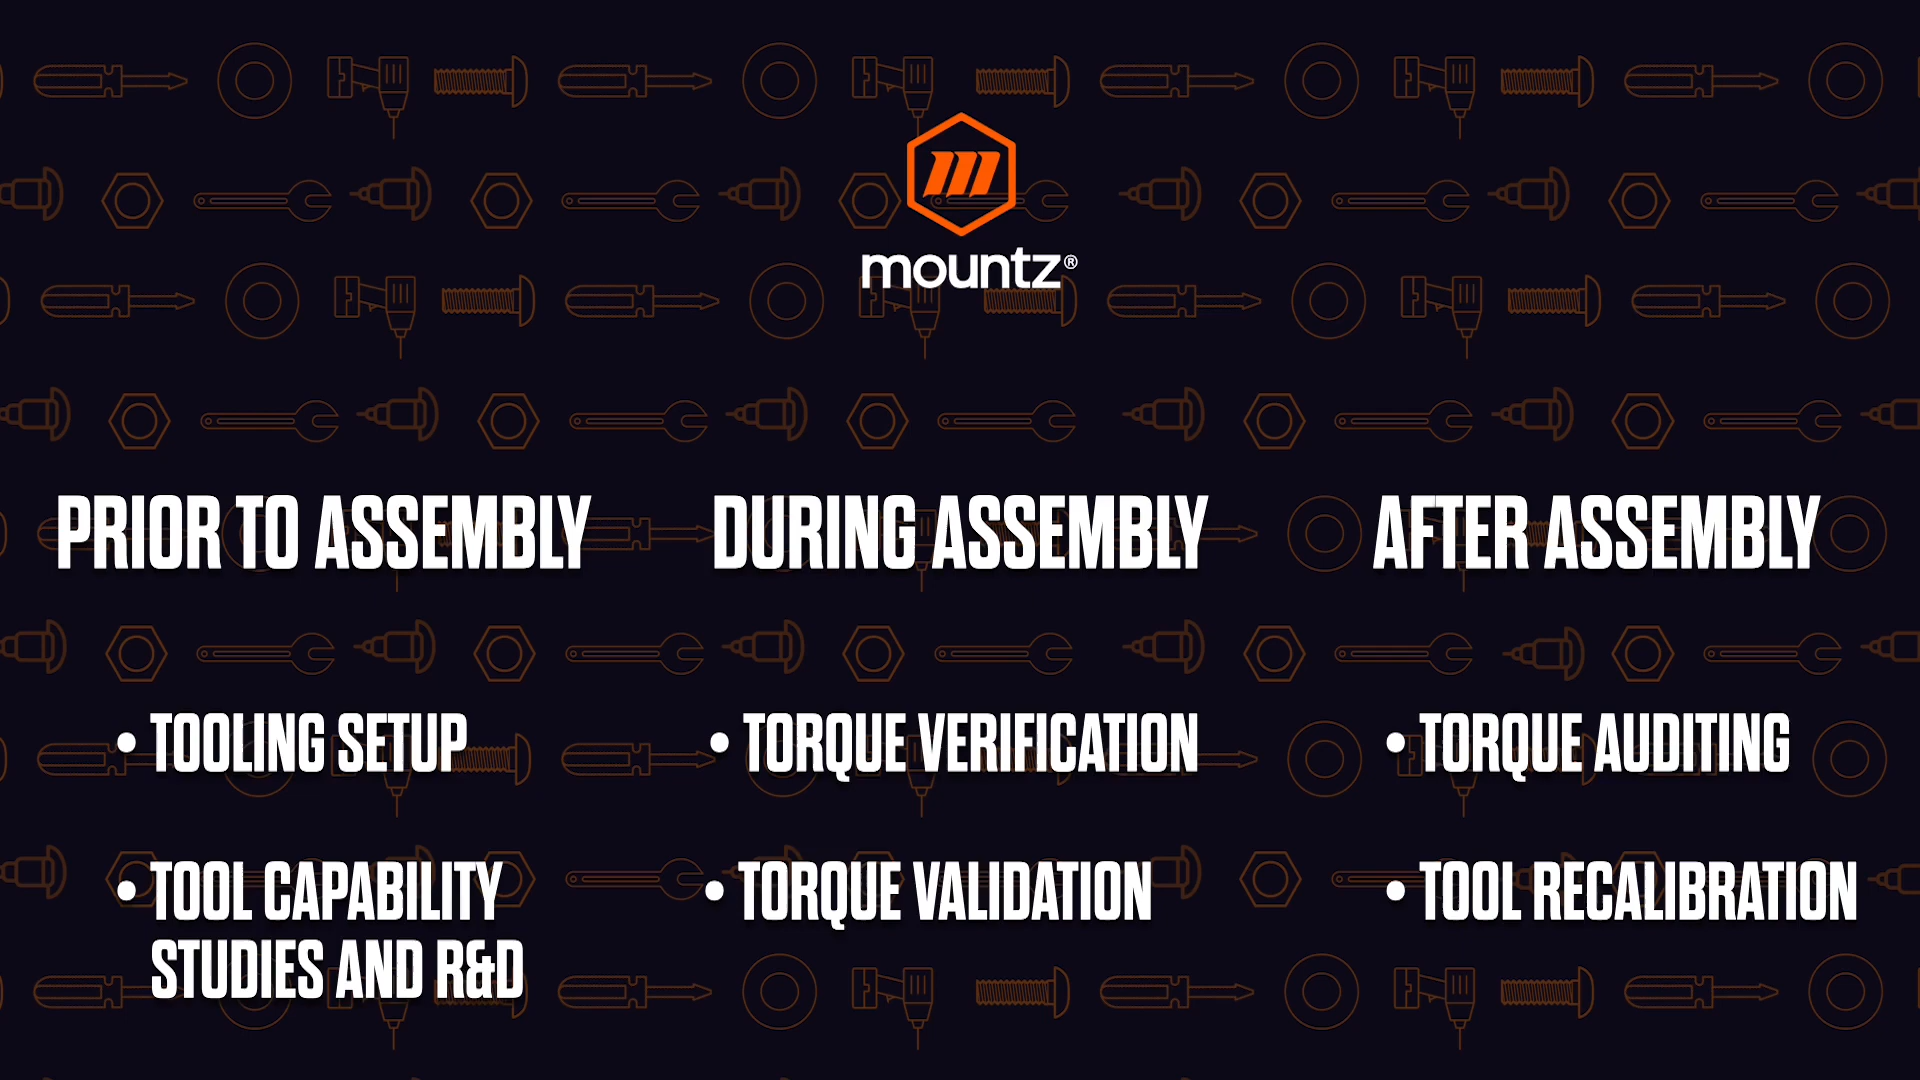 mountz®
PRIOR TO ASSEMBLY
• TOOLING SETUP
• TOOL CAPABILITY
STUDIES AND R&D
DURING ASSEMBLY
• TORQUE VERIFICATION
• TORQUE VALIDATION
AFTER ASSEMBLY
• TORQUE AUDITING
• TOOL RECALIBRATION